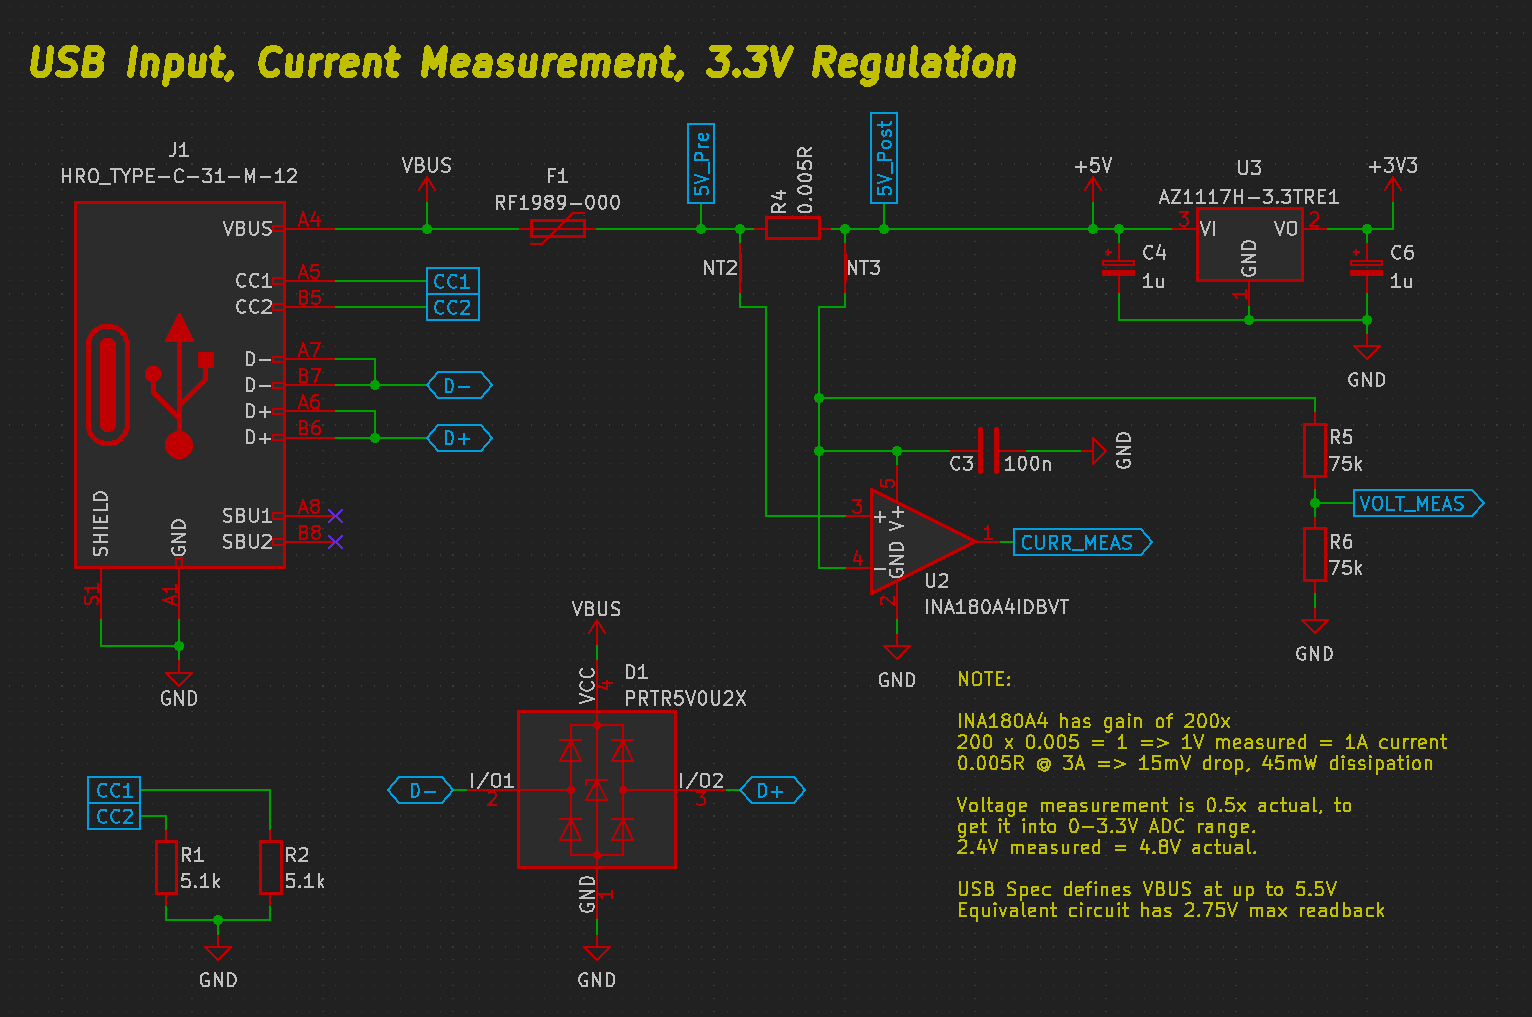 USB Input, Current Measurement, 3.3V Regulation
J1
HRO_TYPE-C-31-M-12
VBUS
A4
CC1
A5
CC2
B5
D-
A7
D-
B7
D+
A6
D+
B6
SBU1
A8
SBU2
B8
SHIELD
GND
S1
A1
GND
VBUS
CC1
CC2
D-
D+
F1
RF1989-000
5V_Pre
R4
0.005R
5V_Post
NT2
NT3
+5V
U3
AZ1117H-3.3TRE1
+3V3
3
VI
VO
2
GND
1
C4
1u
C6
1u
GND
C3
100n
GND
5
3
+
V+
4
-
GND
2
1
CURR_MEAS
U2
INA180A4IDBVT
GND
R5
75k
VOLT_MEAS
R6
75k
GND
VBUS
VCC
4
D1
PRTR5V0U2X
D-
I/O1
2
I/O2
3
D+
GND
1
GND
CC1
CC2
R1
5.1k
R2
5.1k
GND
NOTE:
INA180A4 has gain of 200x
200 x 0.005 = 1 => 1V measured = 1A current
0.005R @ 3A => 15mV drop, 45mW dissipation
Voltage measurement is 0.5x actual, to
get it into 0-3.3V ADC range.
2.4V measured = 4.8V actual.
USB Spec defines VBUS at up to 5.5V
Equivalent circuit has 2.75V max readback